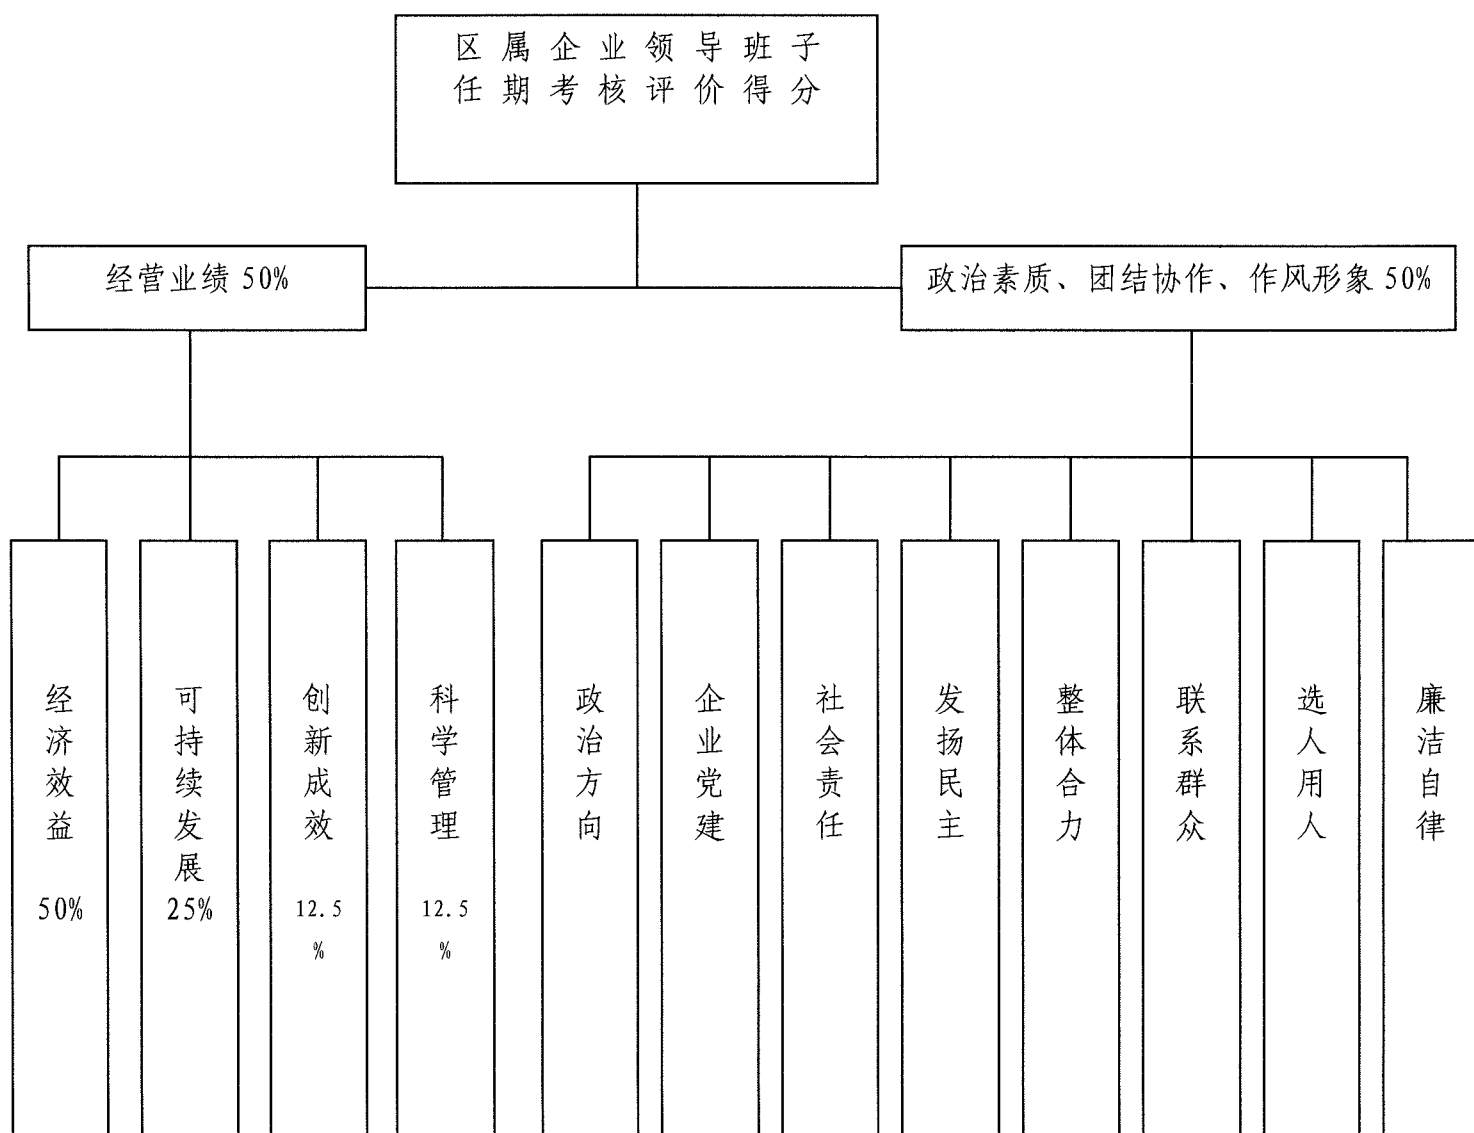 区属企业领导班子
任期考核评价得分
经营业绩 50%
政治素质、团结协作、作风形象 50%
经济效益
50%
可持续发展
25%
创新成效
12.5
%
科学管理
12.5
%
政治方向
企业党建
社会责任
发扬民主
整体合力
联系群众
选人用人
廉洁自律